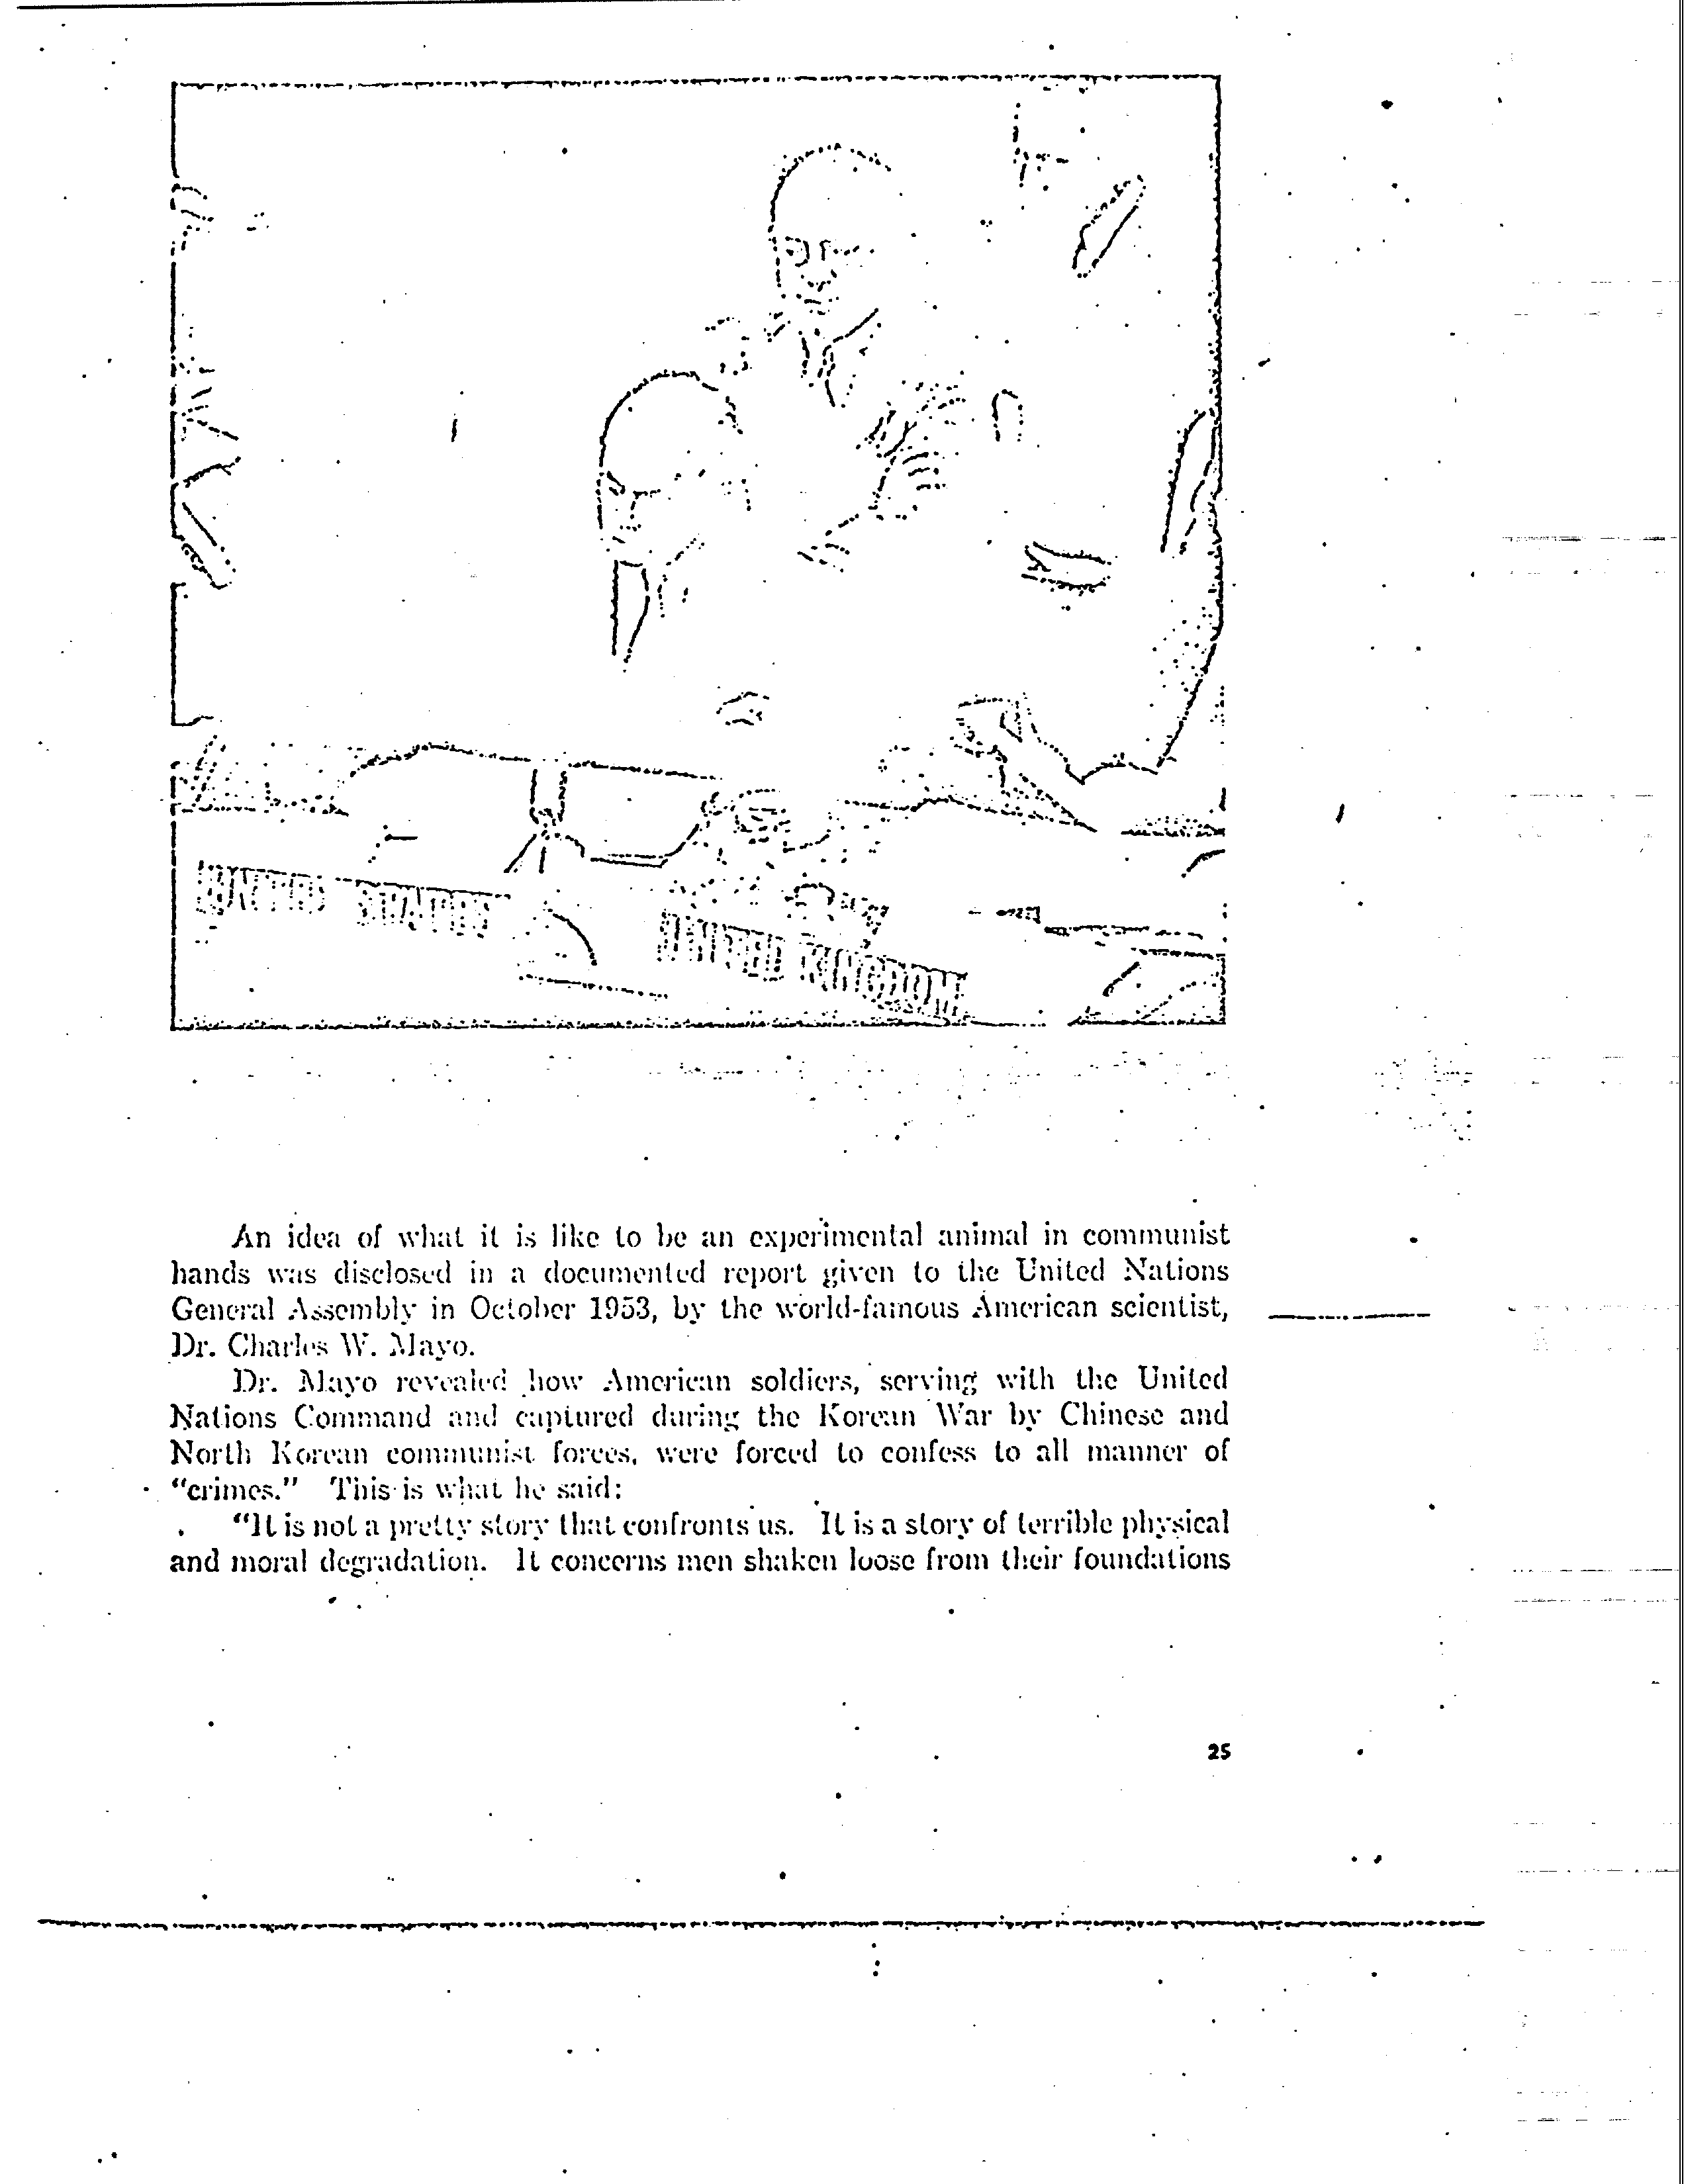 UNITED STATES
UNITED KINGDOM
An idea of what it is like to be an experimental animal in communist
hands was disclosed in a documented report given to the United Nations
General Assembly in October 1953, by the world-famous American scientist,
Dr. Charles W. Mayo.
Dr. Mayo revealed how American soldiers, serving with the United
Nations Command and captured during the Korean War by Chinese and
North Korean communist forces, were forced to confess to all manner of
“crimes.” This is what he said:
“It is not a pretty story that confronts us. It is a story of terrible physical
and moral degradation. It concerns men shaken loose from their foundations
25